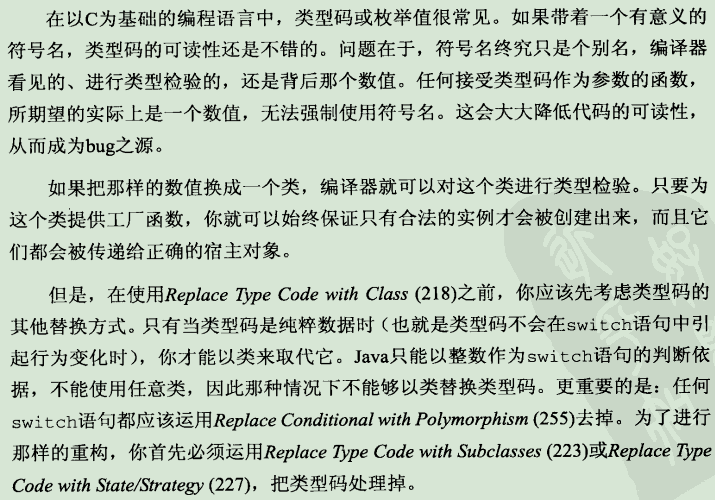 在以C为基础的编程语言中，类型码或枚举值很常见。如果带着一个有意义的
符号名，类型码的可读性还是不错的。问题在于，符号名终究只是个别名，编译器
看见的、进行类型检验的，还是背后那个数值。任何接受类型码作为参数的函数，
所期望的实际上是一个数值，无法强制使用符号名。这会大大降低代码的可读性，
从而成为bug之源。
如果把那样的数值换成一个类，编译器就可以对这个类进行类型检验。只要为
这个类提供工厂函数，你就可以始终保证只有合法的实例才会被创建出来，而且它
们都会被传递给正确的宿主对象。
但是，在使用Replace Type Code with Class (218)之前，你应该先考虑类型码的
其他替换方式。只有当类型码是纯粹数据时（也就是类型码不会在switch语句中引
起行为变化时），你才能以类来取代它。Java只能以整数作为switch语句的判断依
据，不能使用任意类，因此那种情况下不能够以类替换类型码。更重要的是：任何
switch语句都应该运用Replace Conditional with Polymorphism (255)去掉。为了进行
那样的重构，你首先必须运用Replace Type Code with Subclasses (223)或Replace Type
Code with State/Strategy (227)，把类型码处理掉。